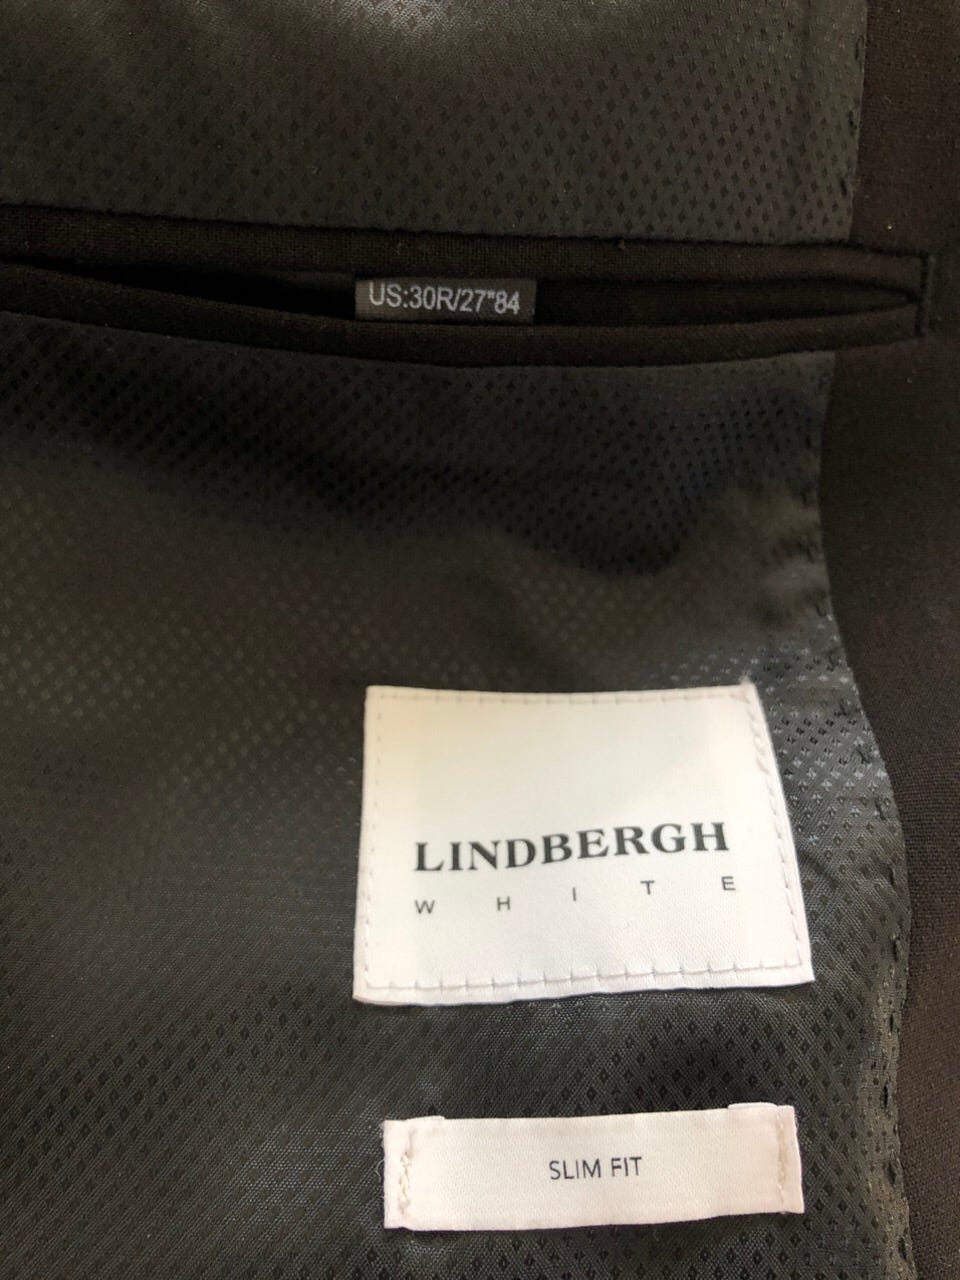 US:30R/27"84
LINDBERGH
WHITE
SLIM FIT